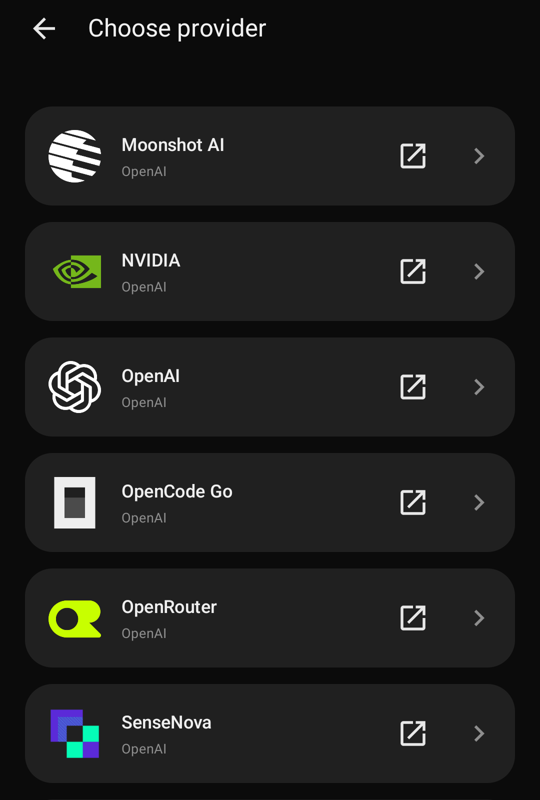 Choose provider
Moonshot AI
OpenAI
NVIDIA
OpenAI
OpenAI
OpenAI
OpenCode Go
OpenAI
OpenRouter
OpenAI
SenseNova
OpenAI